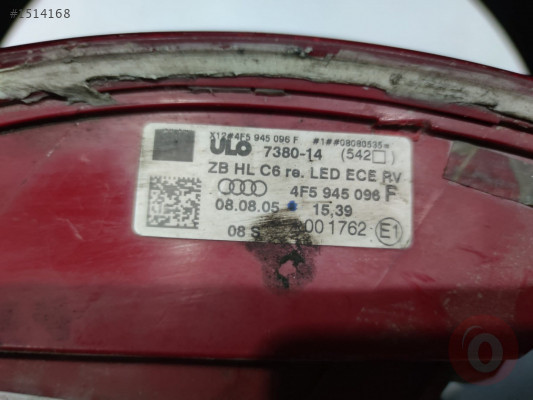 #1514168
X12#4F5 945 096 F #1##08080535=
ULO 7380-14 (542□)
ZB HL C6 re. LED ECE RV
4F5 945 096 F
08.08.05 15,39
08 S 001762 E1